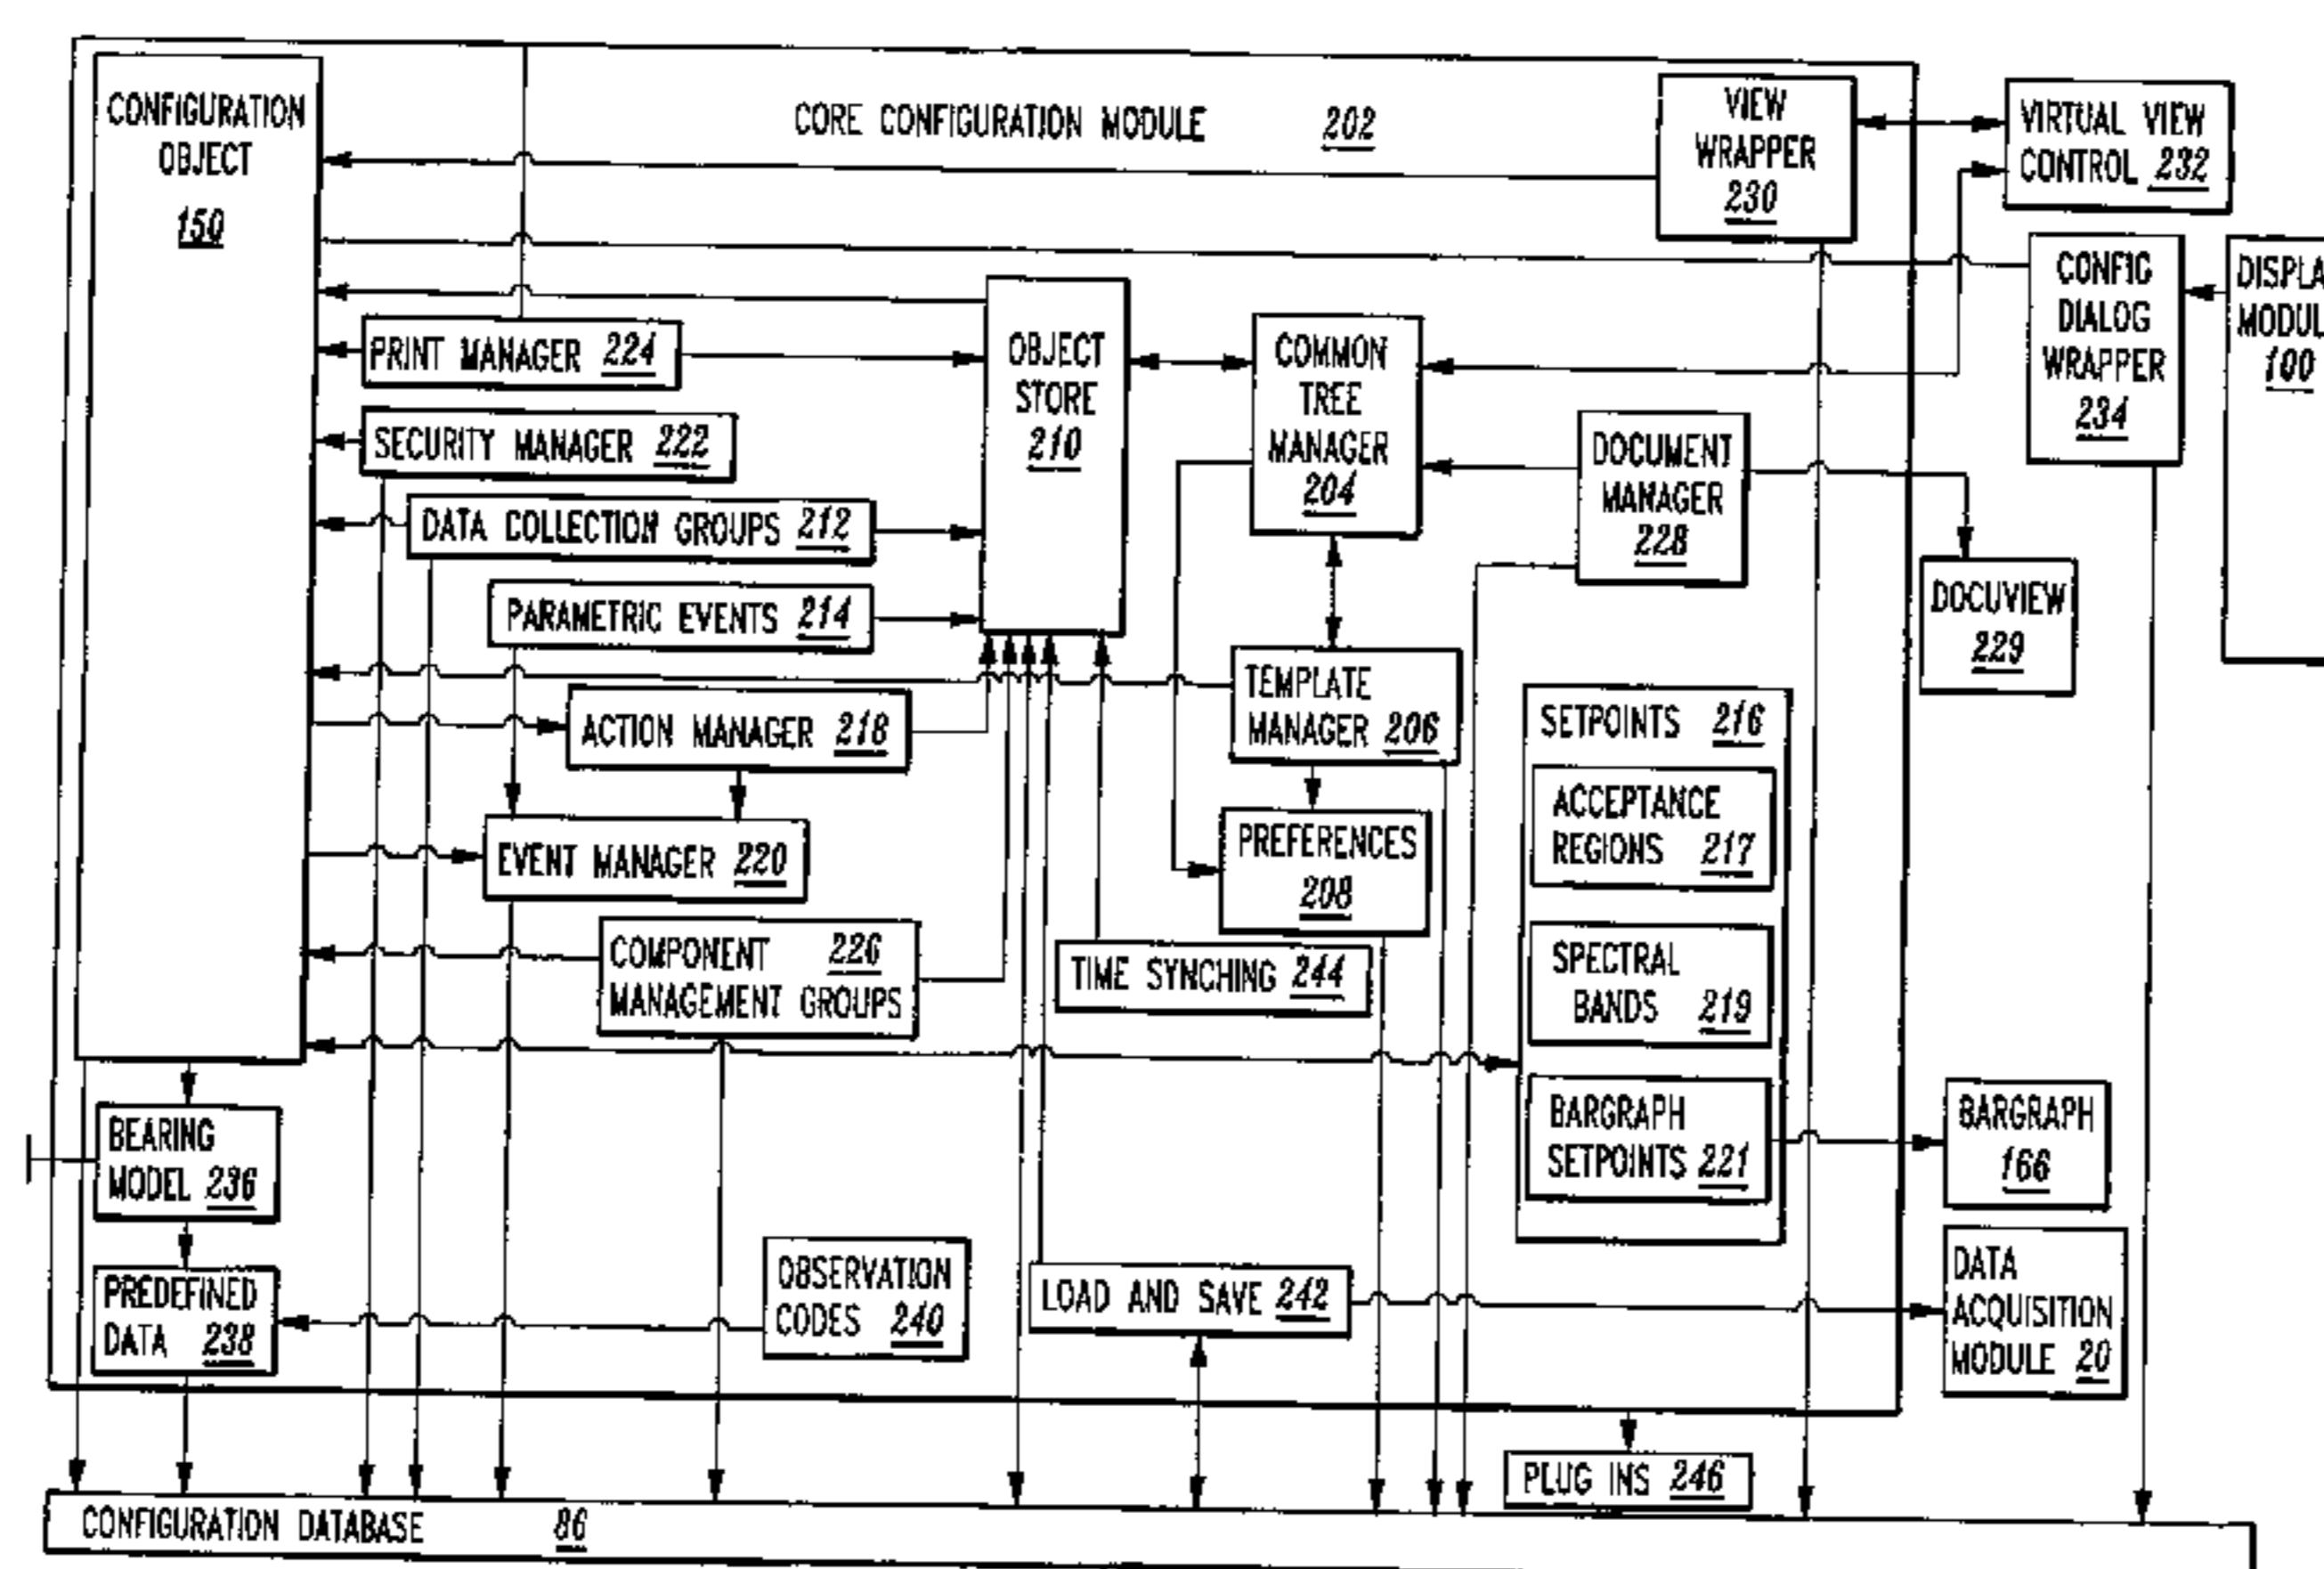 CONFIGURATION
OBJECT
150
CORE CONFIGURATION MODULE 202
VIEW
WRAPPER
230
VIRTUAL VIEW
CONTROL 232
CONFIG
DIALOG
WRAPPER
234
DISPLA
MODUL
100
PRINT MANAGER 224
SECURITY MANAGER 222
DATA COLLECTION GROUPS 212
PARAMETRIC EVENTS 214
OBJECT
STORE
210
COMMON
TREE
MANAGER
204
DOCUMENT
MANAGER
228
DOCUVIEW
229
ACTION MANAGER 218
TEMPLATE
MANAGER 206
SETPOINTS 216
ACCEPTANCE
REGIONS 217
SPECTRAL
BANDS 219
BARGRAPH
SETPOINTS 221
EVENT MANAGER 220
PREFERENCES
208
COMPONENT 226
MANAGEMENT GROUPS
TIME SYNCHING 244
BEARING
MODEL 236
BARGRAPH
166
PREDEFINED
DATA 238
OBSERVATION
CODES 240
LOAD AND SAVE 242
DATA
ACQUISITION
MODULE 20
PLUG INS 246
CONFIGURATION DATABASE 86